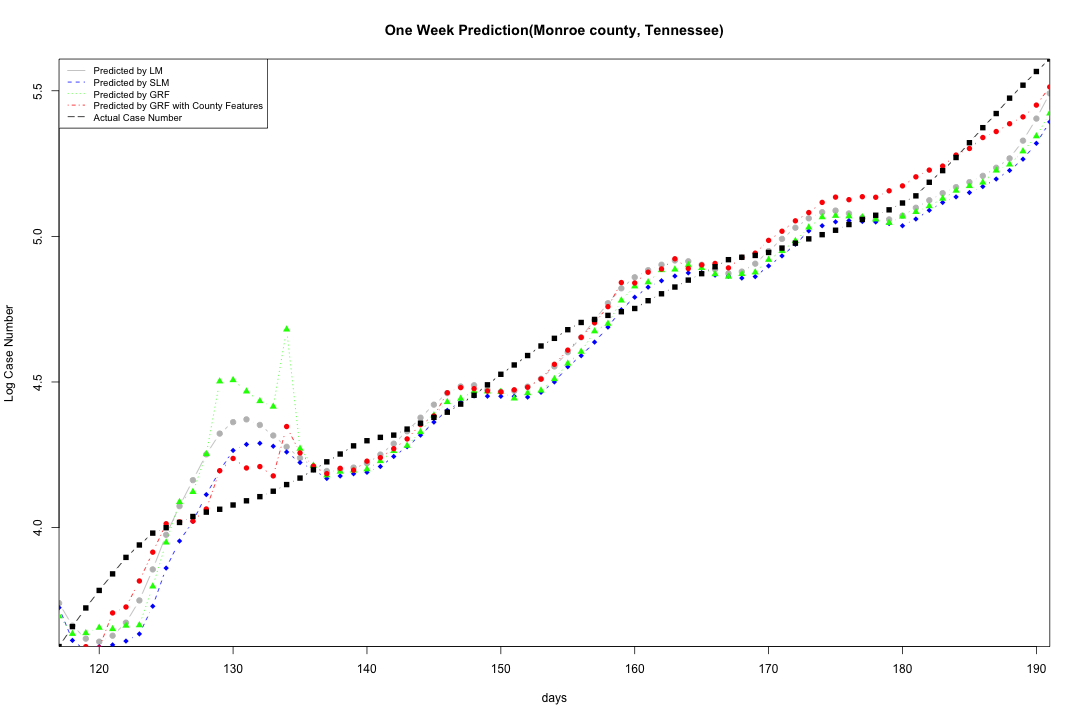 One Week Prediction(Monroe county, Tennessee)
Predicted by LM
Predicted by SLM
Predicted by GRF
Predicted by GRF with County Features
Actual Case Number
5.5
5.0
4.5
4.0
Log Case Number
120 130 140 150 160 170 180 190
days